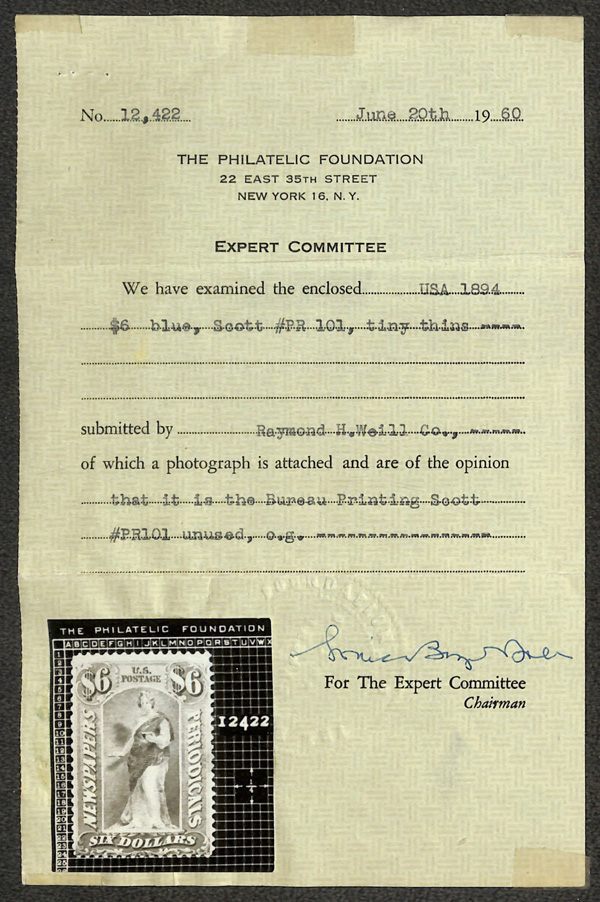 No. 12,422 June 20th 19 60
THE PHILATELIC FOUNDATION
22 EAST 35TH STREET
NEW YORK 16, N. Y.
EXPERT COMMITTEE
We have examined the enclosed USA 1894
$6 blue, Scott #PR 101, tiny thins ----
submitted by Raymond H.Weill Co., -----
of which a photograph is attached and are of the opinion
that it is the Bureau Printing Scott
#PR101 unused, o.g. --------------------
For The Expert Committee
Chairman
THE PHILATELIC FOUNDATION
ABCDEFGHIJKLMNOPQRSTUVWX
$6 U.S. POSTAGE $6
NEWSPAPERS
PERIODICALS
SIX DOLLARS
12422